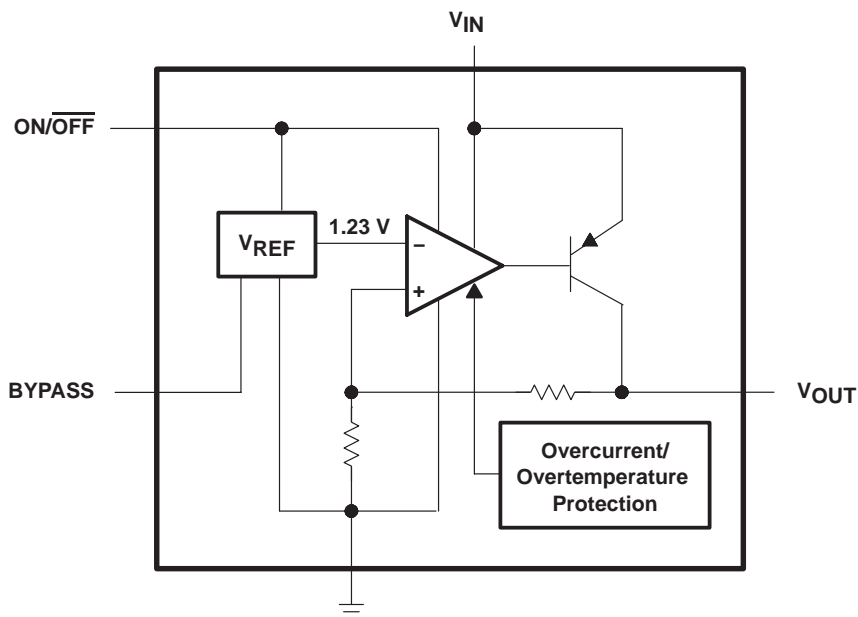 VIN
ON/OFF
1.23 V
VREF
−
+
BYPASS
VOUT
Overcurrent/
Overtemperature
Protection